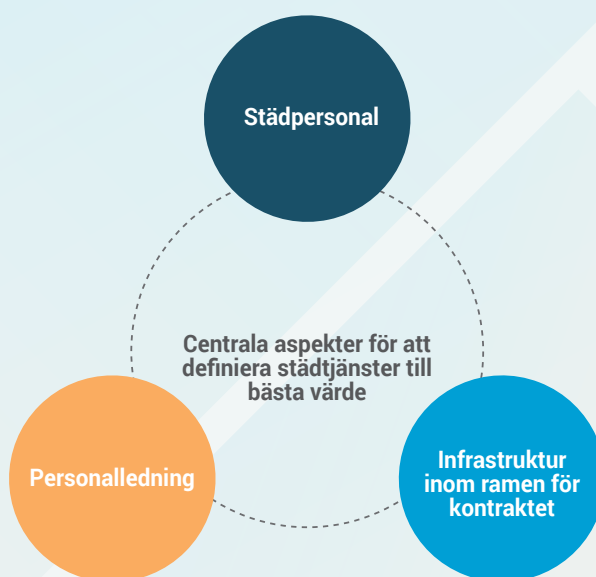 Städpersonal
Centrala aspekter för att
definiera städtjänster till
bästa värde
Personalledning
Infrastruktur
inom ramen för
kontraktet